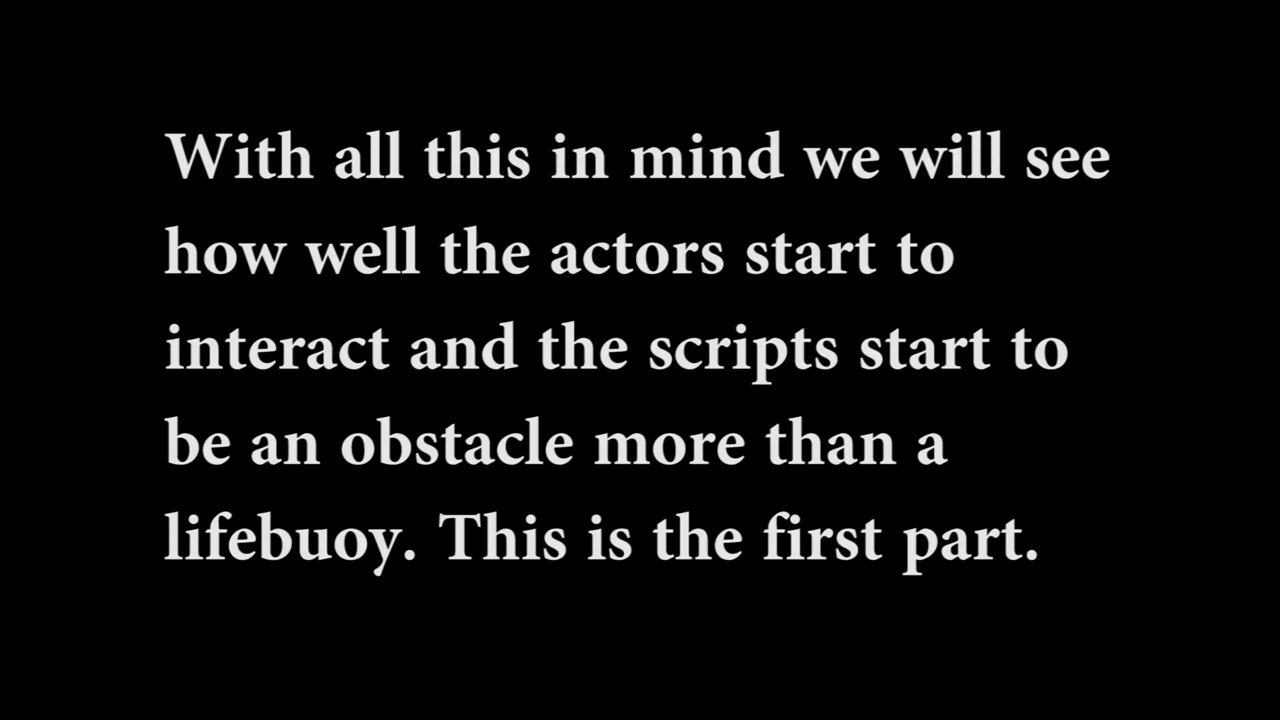 With all this in mind we will see
how well the actors start to
interact and the scripts start to
be an obstacle more than a
lifebuoy. This is the first part.